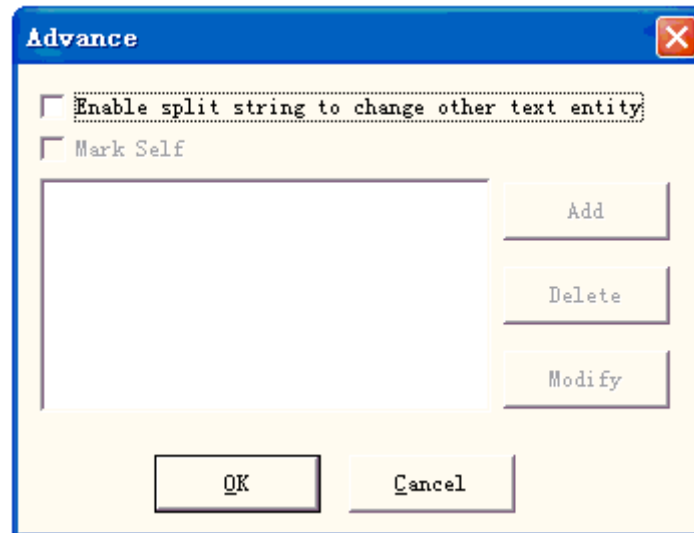 Advance
Enable split string to change other text entity
Mark Self
Add
Delete
Modify
OK
Cancel